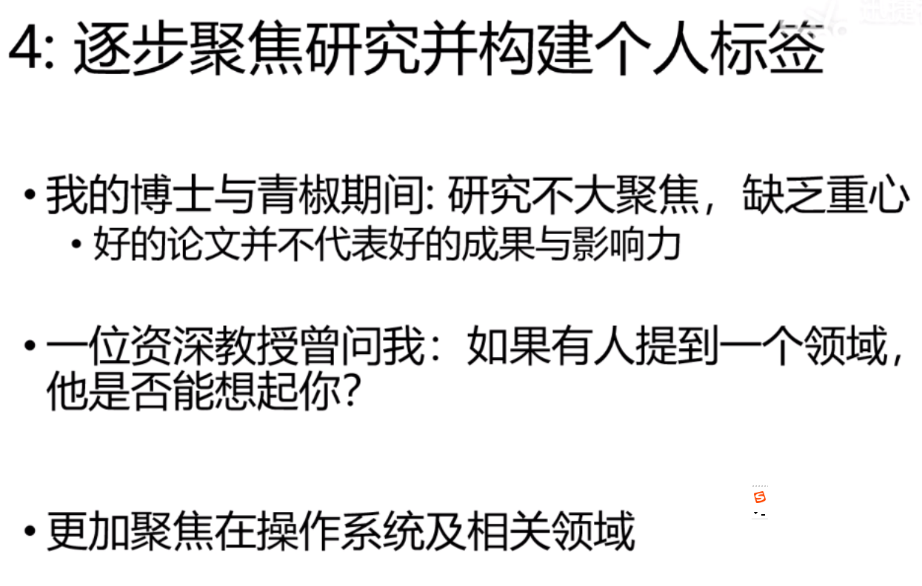 4: 逐步聚焦研究并构建个人标签
• 我的博士与青椒期间: 研究不大聚焦，缺乏重心
• 好的论文并不代表好的成果与影响力
• 一位资深教授曾问我：如果有人提到一个领域，
他是否能想起你?
• 更加聚焦在操作系统及相关领域